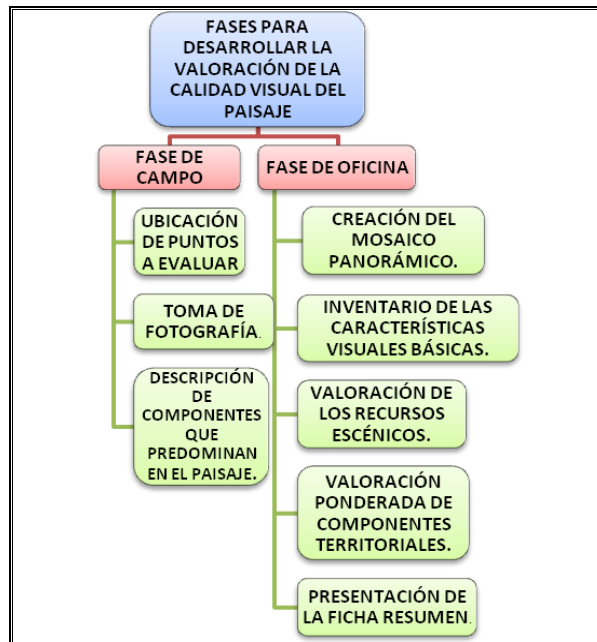 FASES PARA
DESARROLLAR LA
VALORACIÓN DE LA
CALIDAD VISUAL DEL
PAISAJE
FASE DE
CAMPO
UBICACIÓN
DE PUNTOS
A EVALUAR
TOMA DE
FOTOGRAFÍA.
DESCRIPCIÓN
DE
COMPONENTES
QUE
PREDOMINAN
EN EL PAISAJE.
FASE DE OFICINA
CREACIÓN DEL
MOSAICO
PANORÁMICO.
INVENTARIO DE LAS
CARACTERÍSTICAS
VISUALES BÁSICAS.
VALORACIÓN DE
LOS RECURSOS
ESCÉNICOS.
VALORACIÓN
PONDERADA DE
COMPONENTES
TERRITORIALES.
PRESENTACIÓN DE
LA FICHA RESUMEN.